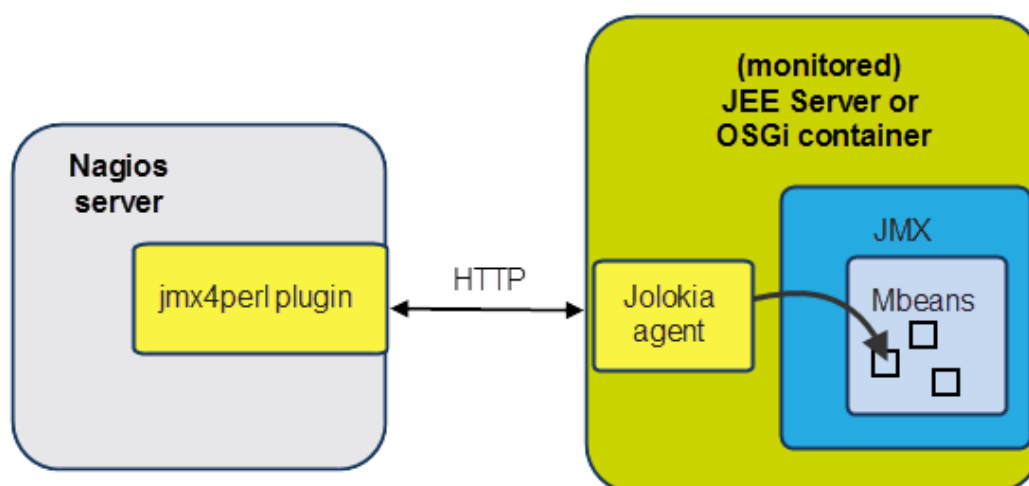 Nagios
server
jmx4perl plugin
HTTP
(monitored)
JEE Server or
OSGi container
Jolokia
agent
JMX
Mbeans